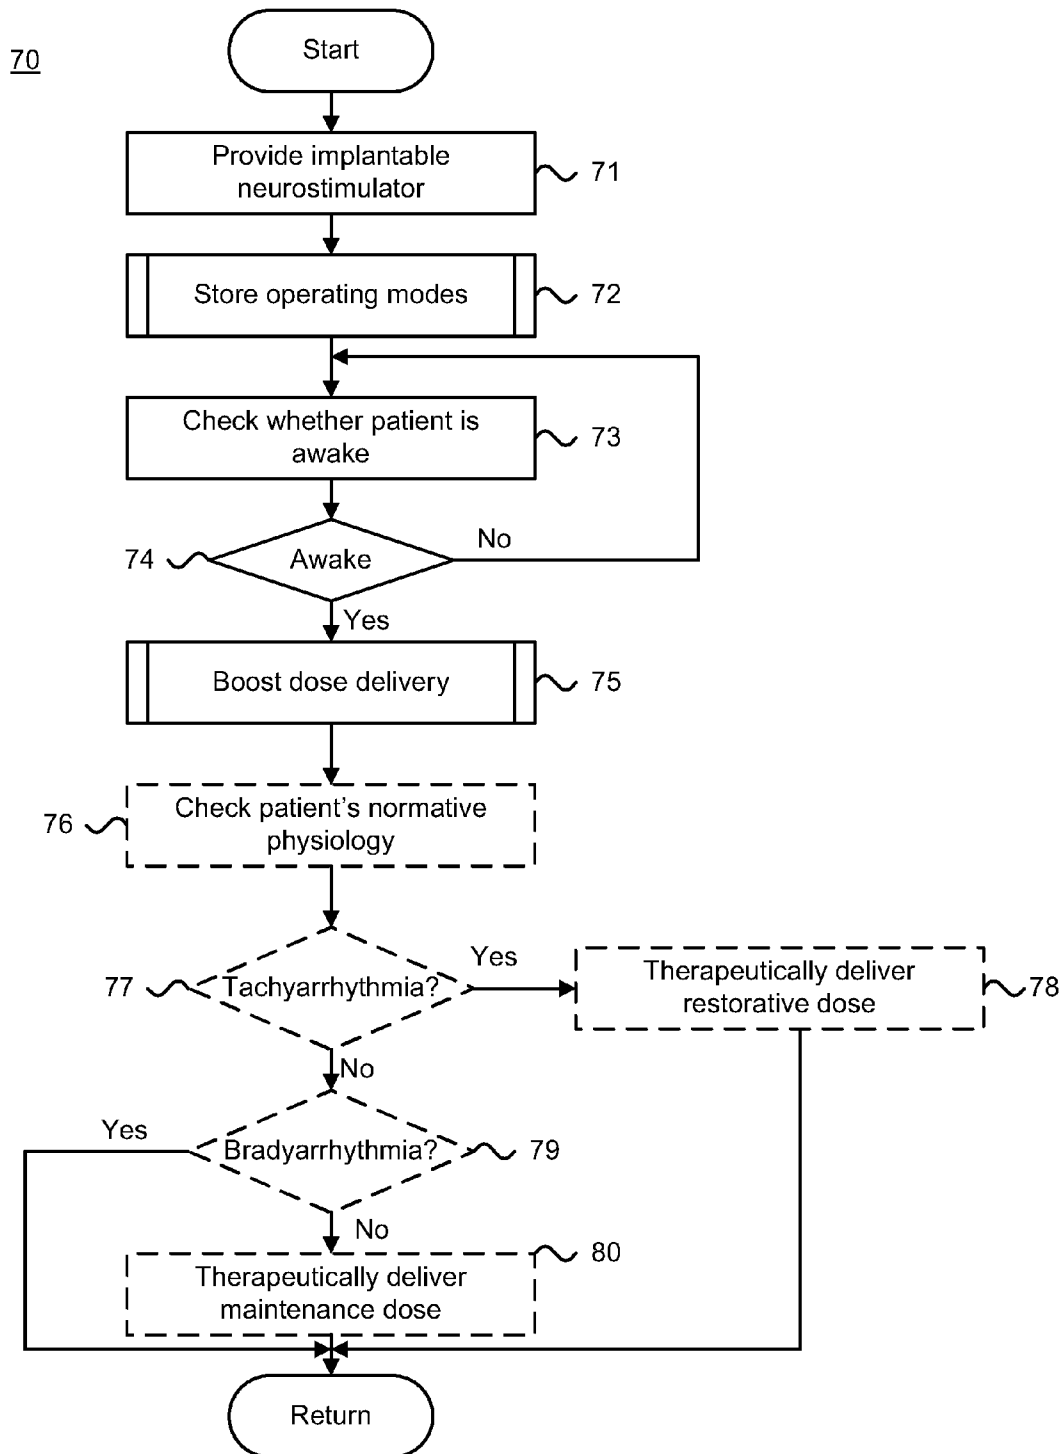 Start
70
Provide implantable
neurostimulator
71
Store operating modes
72
Check whether patient is
awake
73
74
Awake
No
Yes
Boost dose delivery
75
Check patient's normative
physiology
76
Yes
77
Tachyarrhythmia?
Therapeutically deliver
restorative dose
78
No
Yes
Bradyarrhythmia?
79
No
80
Therapeutically deliver
maintenance dose
Return